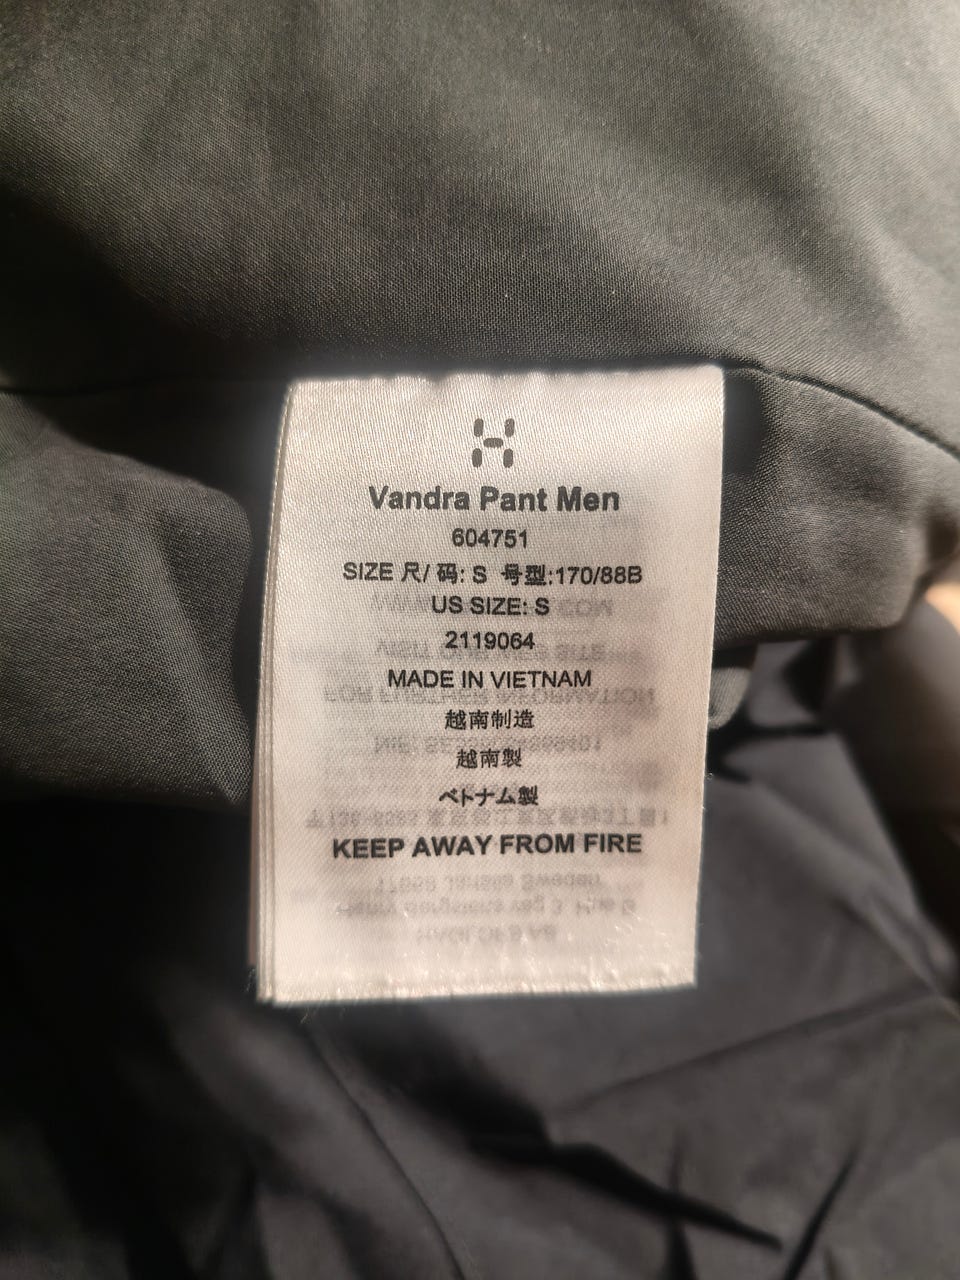 Vandra Pant Men
604751
SIZE 尺/ 码: S 号型:170/88B
US SIZE: S
2119064
MADE IN VIETNAM
越南制造
越南製
ベトナム製
KEEP AWAY FROM FIRE